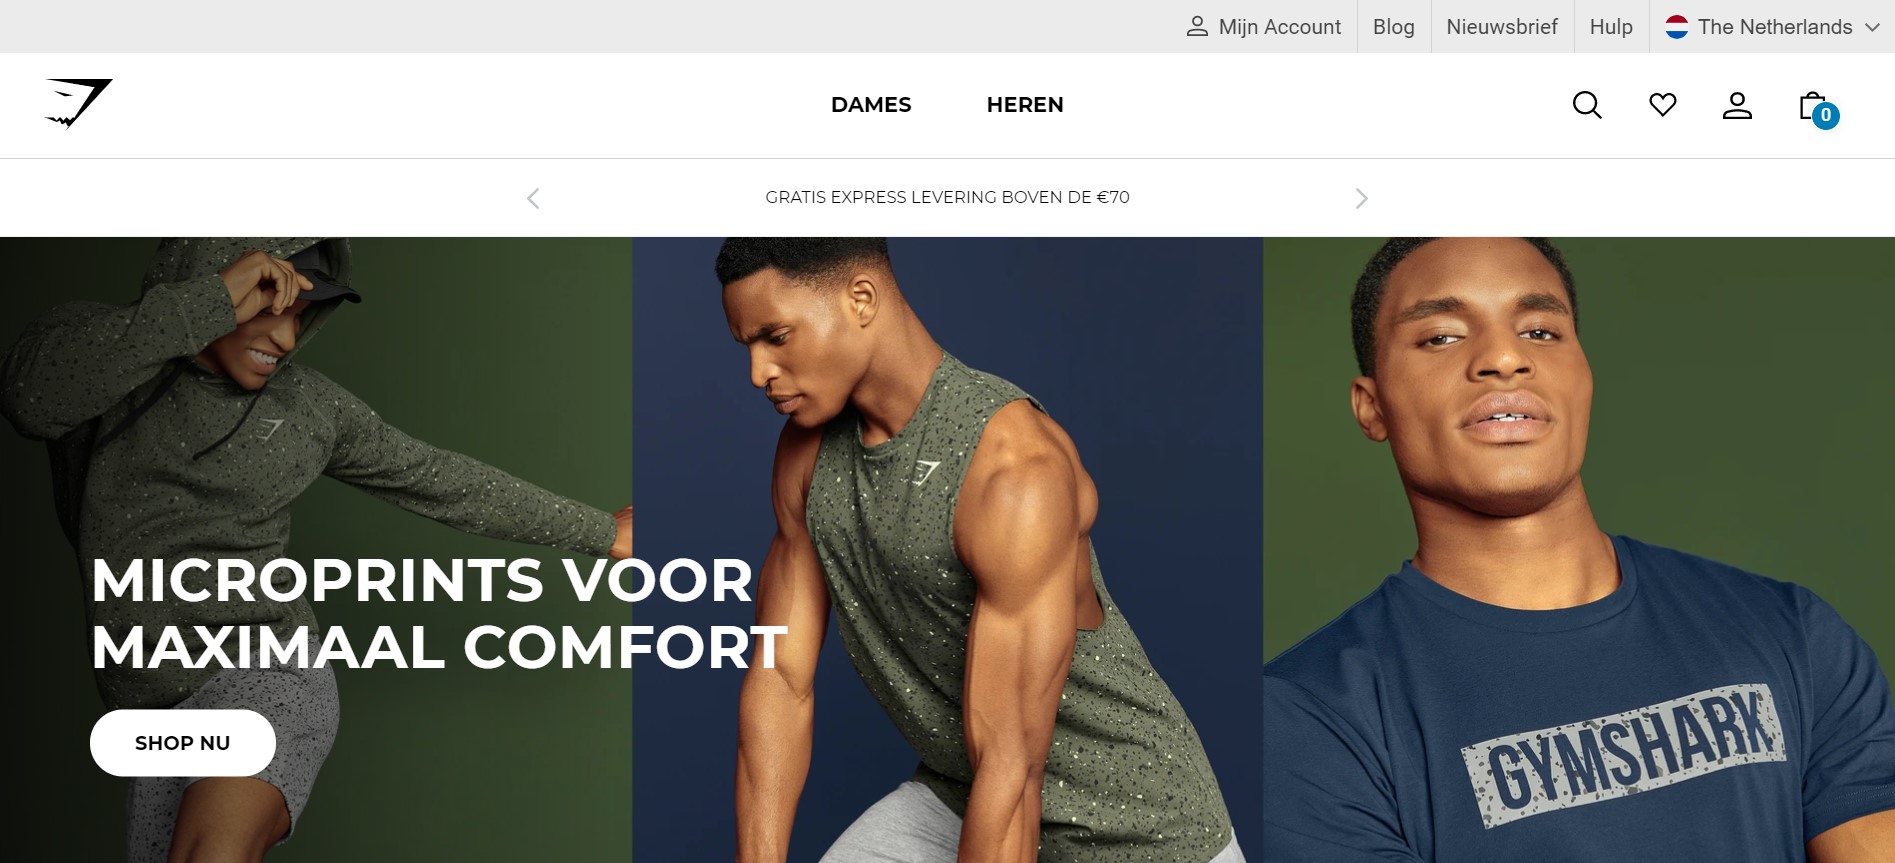 Mijn Account
Blog
Nieuwsbrief
Hulp
The Netherlands
DAMES
HEREN
0
GRATIS EXPRESS LEVERING BOVEN DE €70
MICROPRINTS VOOR
MAXIMAAL COMFORT
SHOP NU
GYMSHARK